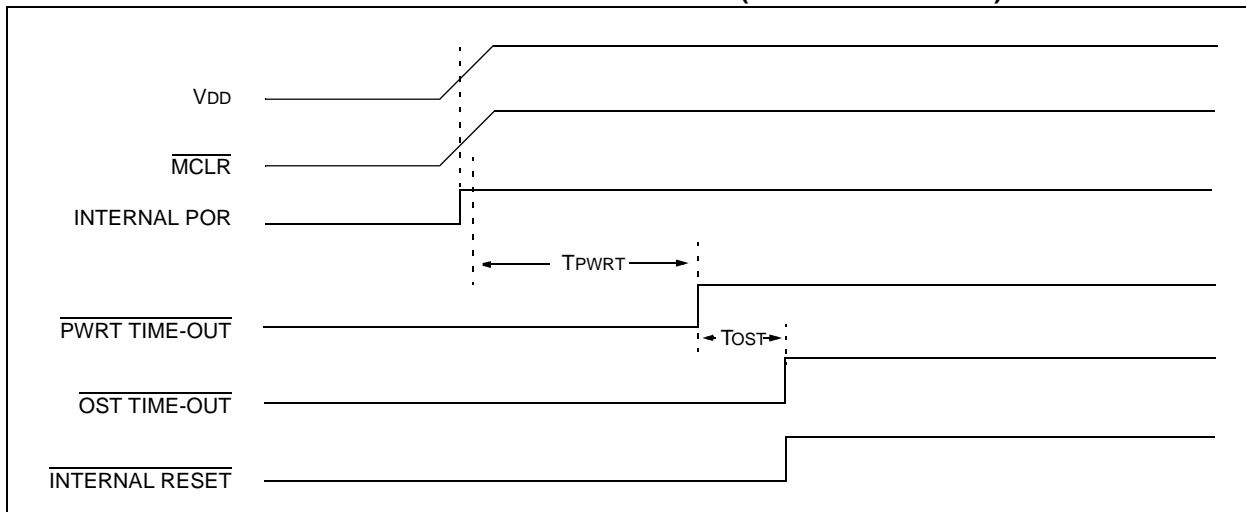 VDD
MCLR
INTERNAL POR
TPWRT
PWRT TIME-OUT
TOST
OST TIME-OUT
INTERNAL RESET